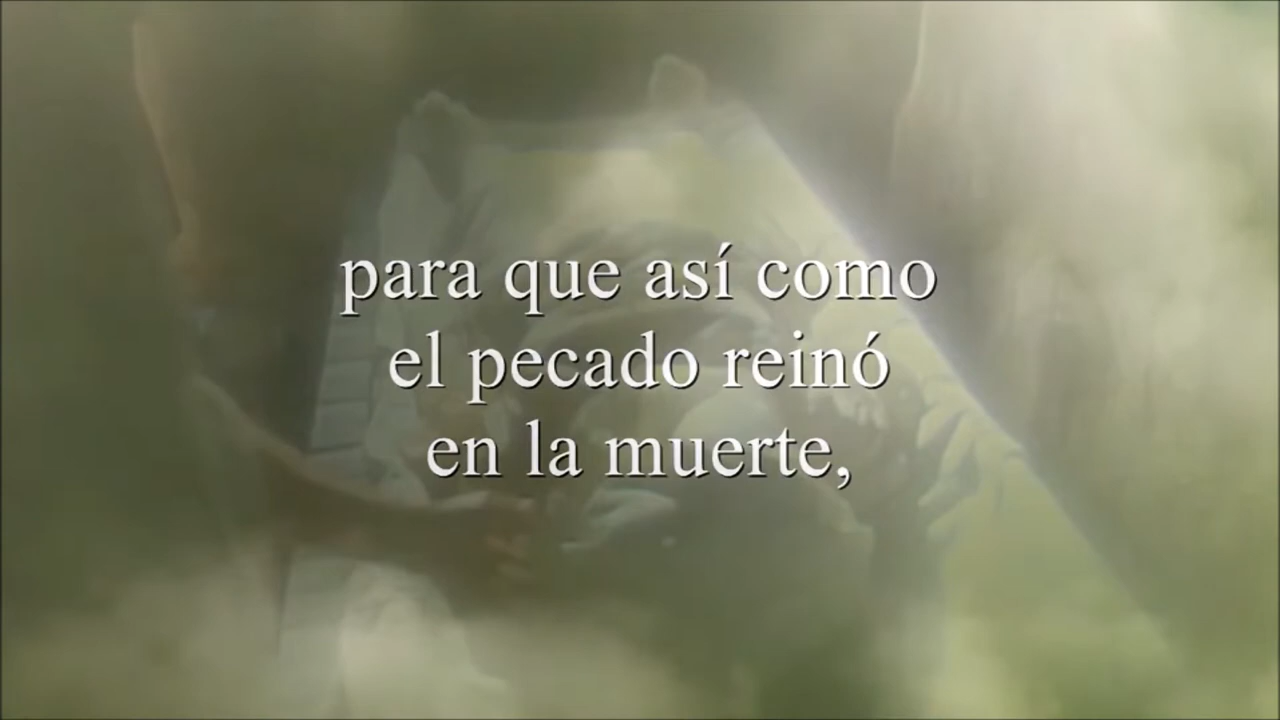 para que así como
el pecado reinó
en la muerte,